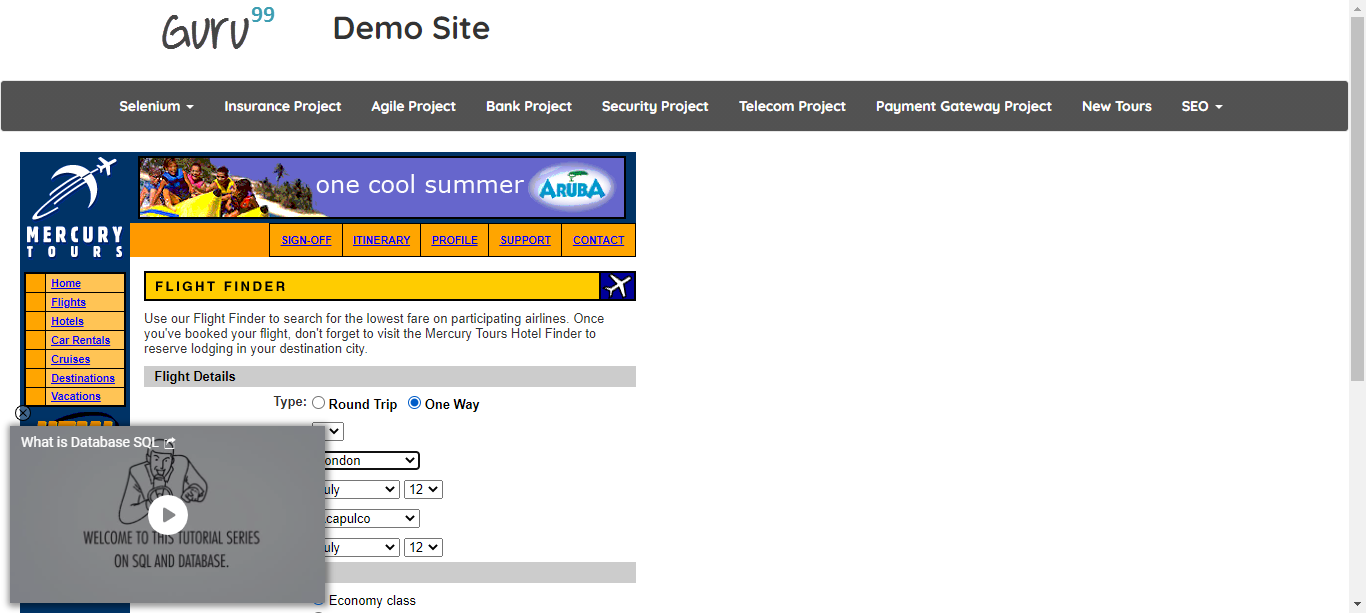 Guru99 Demo Site
Selenium Insurance Project Agile Project Bank Project Security Project Telecom Project Payment Gateway Project New Tours SEO
one cool summer ARUBA
MERCURY
TOURS
SIGN-OFF ITINERARY PROFILE SUPPORT CONTACT
Home
Flights
Hotels
Car Rentals
Cruises
Destinations
Vacations
FLIGHT FINDER
Use our Flight Finder to search for the lowest fare on participating airlines. Once
you've booked your flight, don't forget to visit the Mercury Tours Hotel Finder to
reserve lodging in your destination city.
Flight Details
Type: Round Trip One Way
ondon
uly 12
capulco
uly 12
Economy class
What is Database SQL
WELCOME TO THIS TUTORIAL SERIES
ON SQL AND DATABASE.